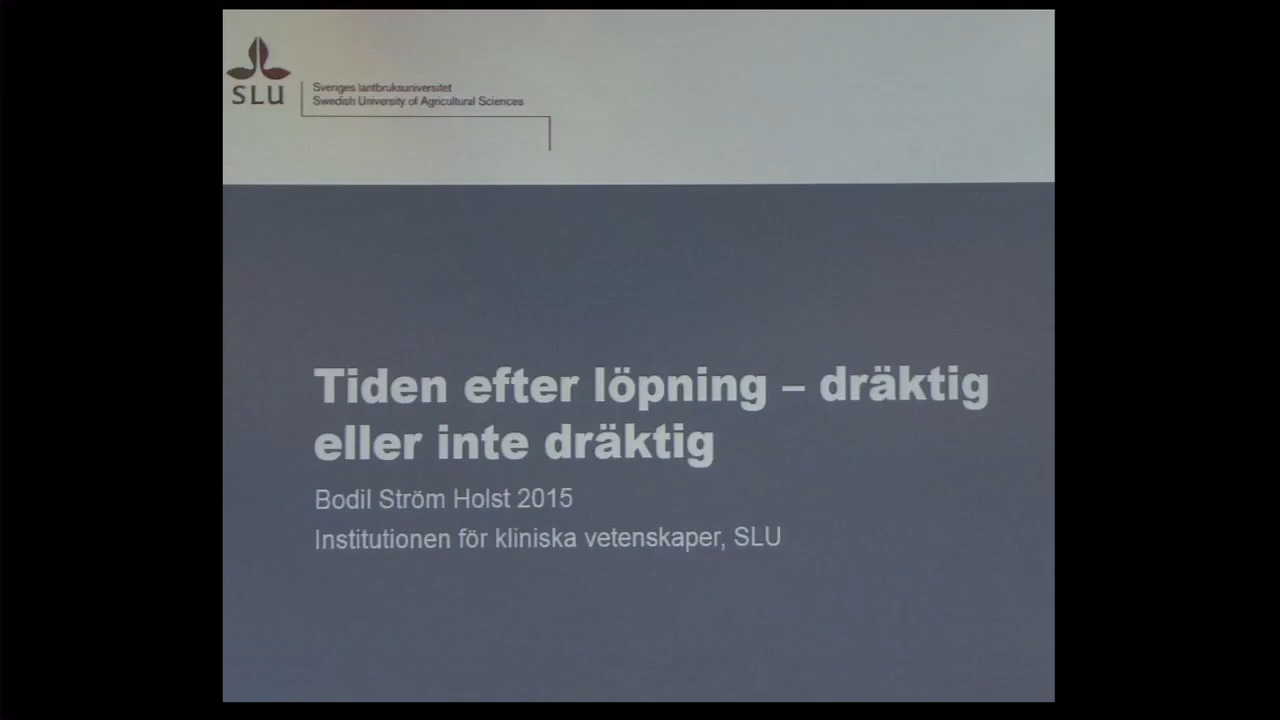 SLU
Sveriges lantbruksuniversitet
Swedish University of Agricultural Sciences
Tiden efter löpning – dräktig
eller inte dräktig
Bodil Ström Holst 2015
Institutionen för kliniska vetenskaper, SLU